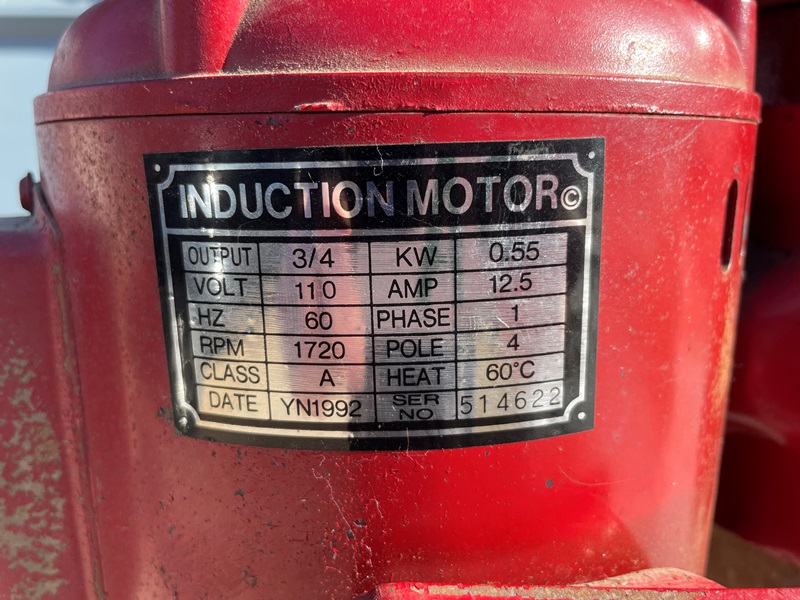 INDUCTION MOTOR©
OUTPUT 3/4 KW 0.55
VOLT 110 AMP 12.5
HZ 60 PHASE 1
RPM 1720 POLE 4
CLASS A HEAT 60°C
DATE YN1992 SER NO 514622